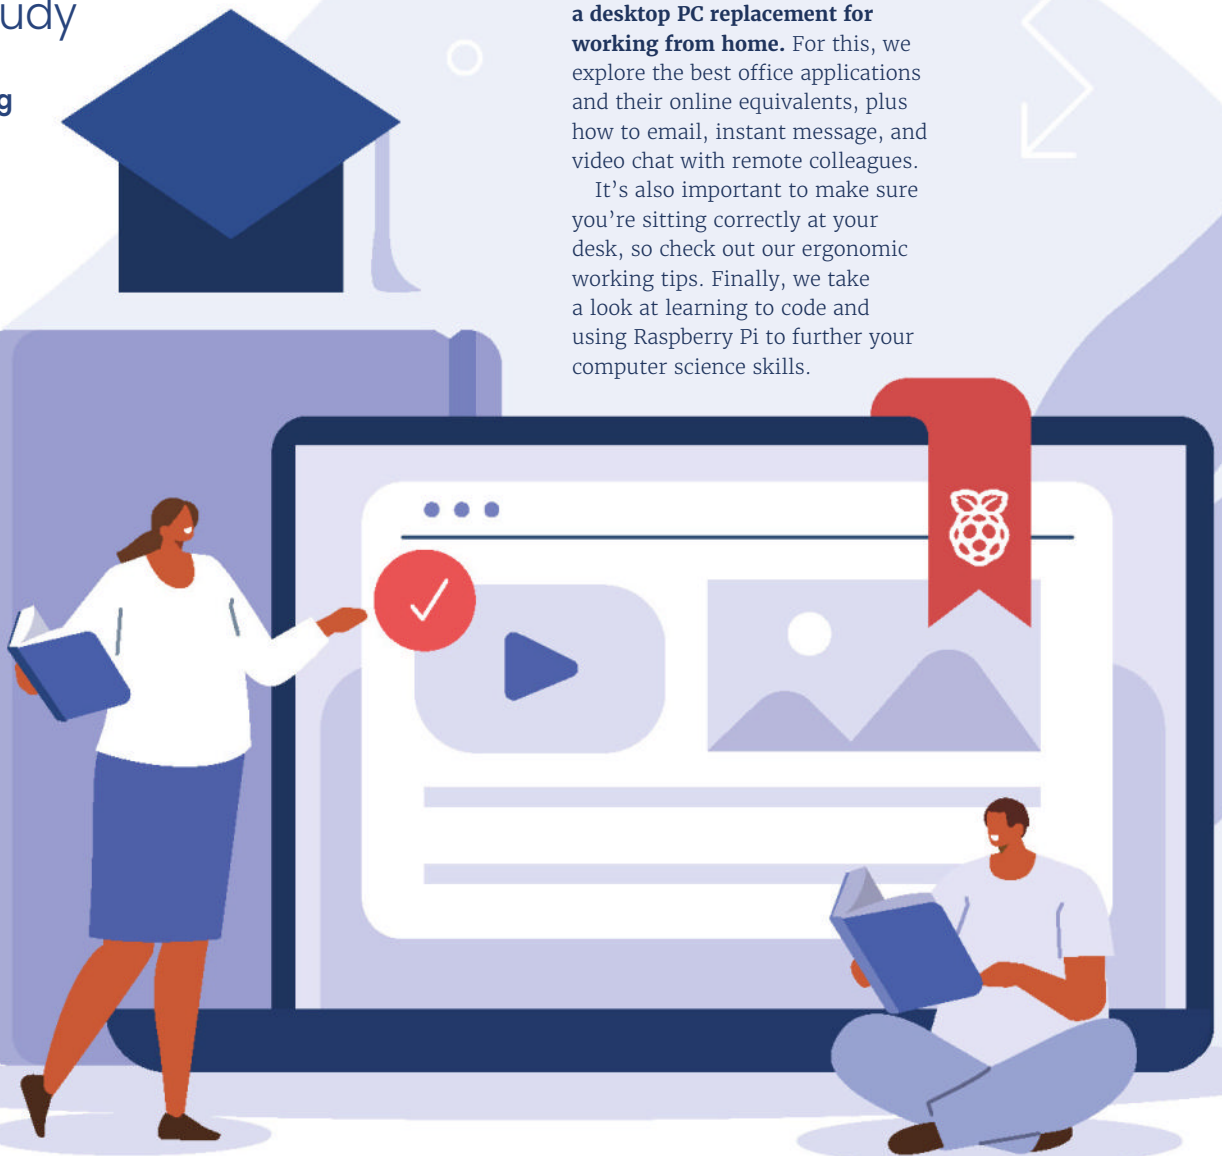 udy
g
a desktop PC replacement for
working from home. For this, we
explore the best office applications
and their online equivalents, plus
how to email, instant message, and
video chat with remote colleagues.
It’s also important to make sure
you’re sitting correctly at your
desk, so check out our ergonomic
working tips. Finally, we take
a look at learning to code and
using Raspberry Pi to further your
computer science skills.